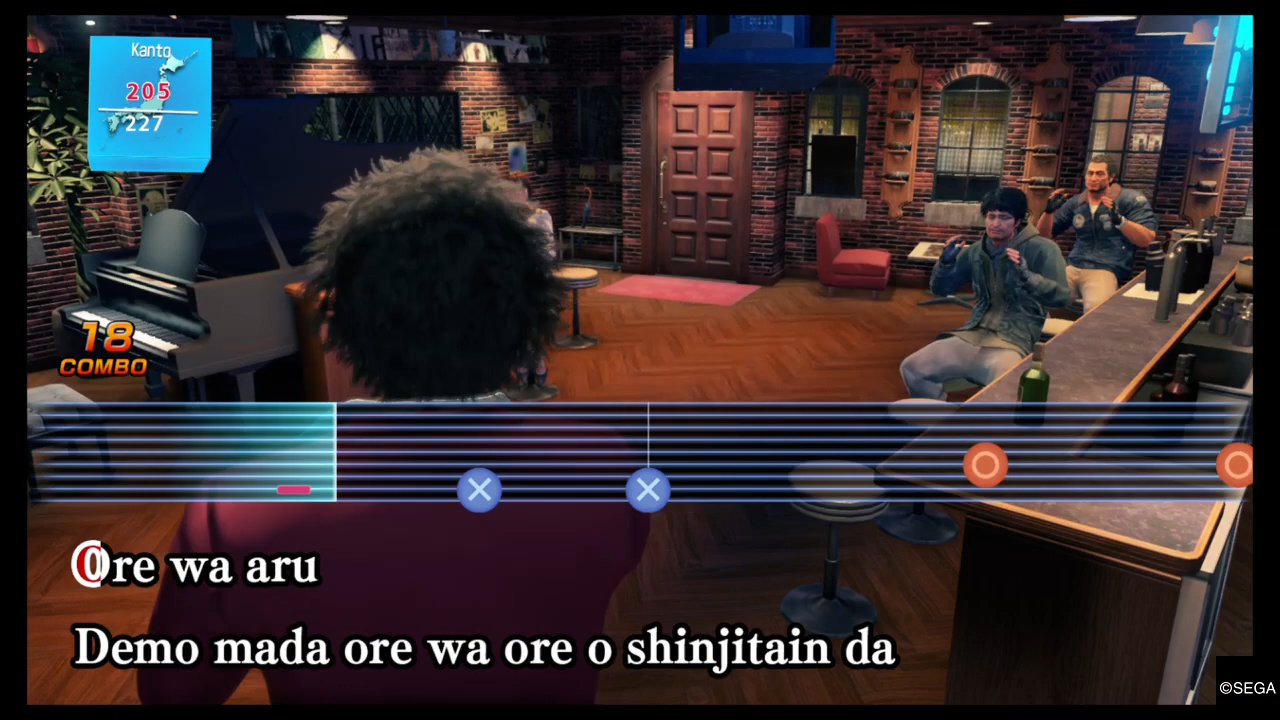 Kanto
205
227
18
COMBO
Ore wa aru
Demo mada ore wa ore o shinjitain da
©SEGA